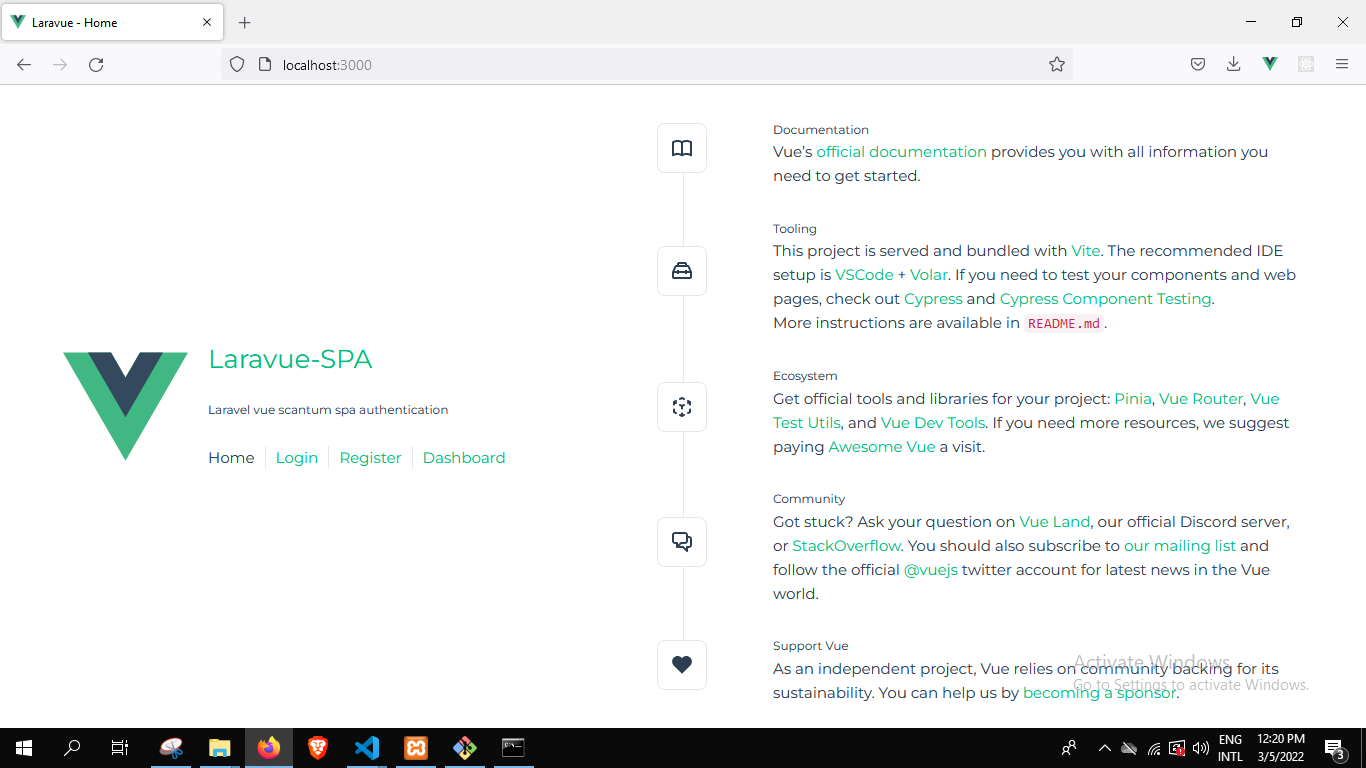 Laravue - Home
localhost:3000
Laravue-SPA
Laravel vue scantum spa authentication
Home Login Register Dashboard
Documentation
Vue’s official documentation provides you with all information you
need to get started.
Tooling
This project is served and bundled with Vite. The recommended IDE
setup is VSCode + Volar. If you need to test your components and web
pages, check out Cypress and Cypress Component Testing.
More instructions are available in README.md.
Ecosystem
Get official tools and libraries for your project: Pinia, Vue Router, Vue
Test Utils, and Vue Dev Tools. If you need more resources, we suggest
paying Awesome Vue a visit.
Community
Got stuck? Ask your question on Vue Land, our official Discord server,
or StackOverflow. You should also subscribe to our mailing list and
follow the official @vuejs twitter account for latest news in the Vue
world.
Support Vue
As an independent project, Vue relies on community backing for its
sustainability. You can help us by becoming a sponsor.
Activate Windows
Go to Settings to activate Windows.
ENG
INTL
12:20 PM
3/5/2022
3